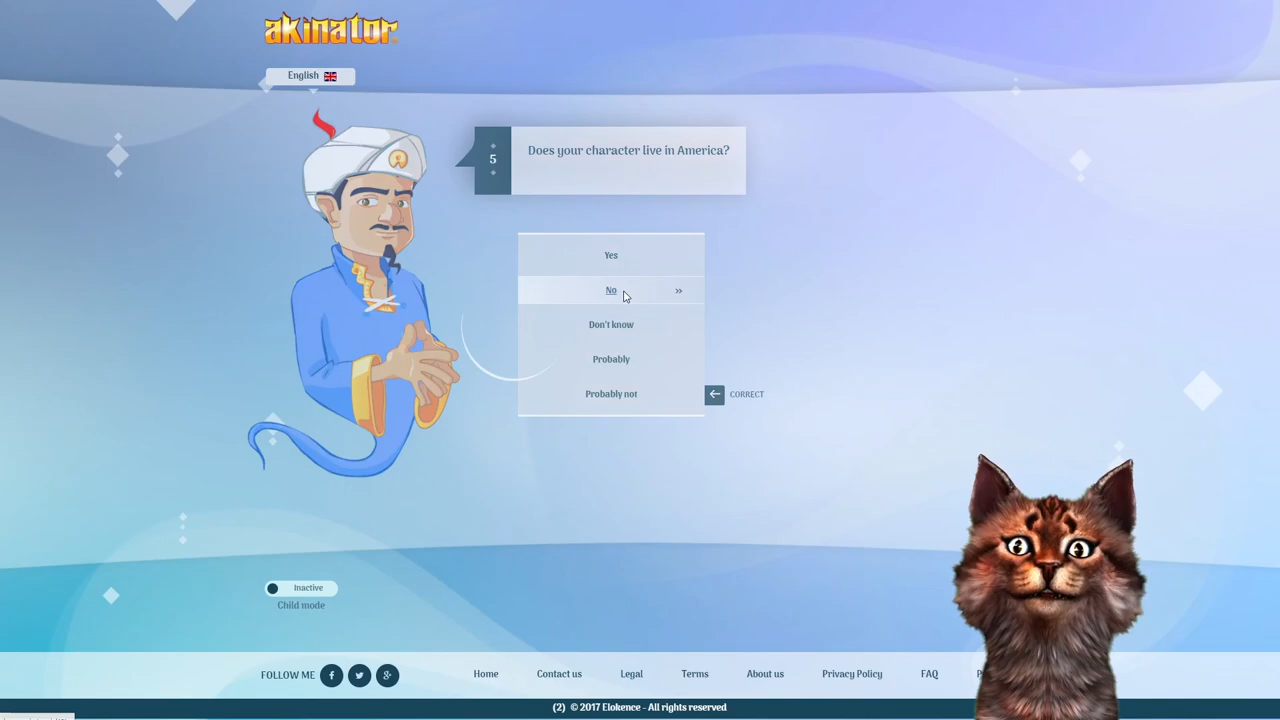 akinator
English
5
Does your character live in America?
Yes
No
Don't know
Probably
Probably not
CORRECT
Inactive
Child mode
FOLLOW ME
Home
Contact us
Legal
Terms
About us
Privacy Policy
FAQ
(2) © 2017 Elokence - All rights reserved